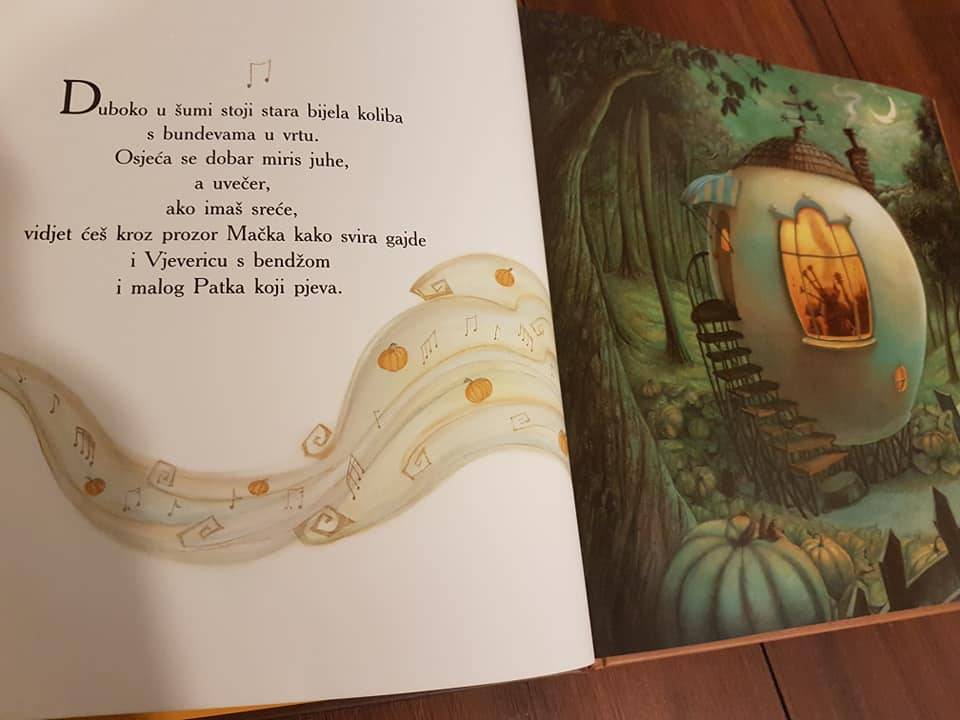 Duboko u šumi stoji stara bijela koliba
s bundevama u vrtu.
Osjeća se dobar miris juhe,
a uvečer,
ako imaš sreće,
vidjet ćeš kroz prozor Mačka kako svira gajde
i Vjevericu s bendžom
i malog Patka koji pjeva.